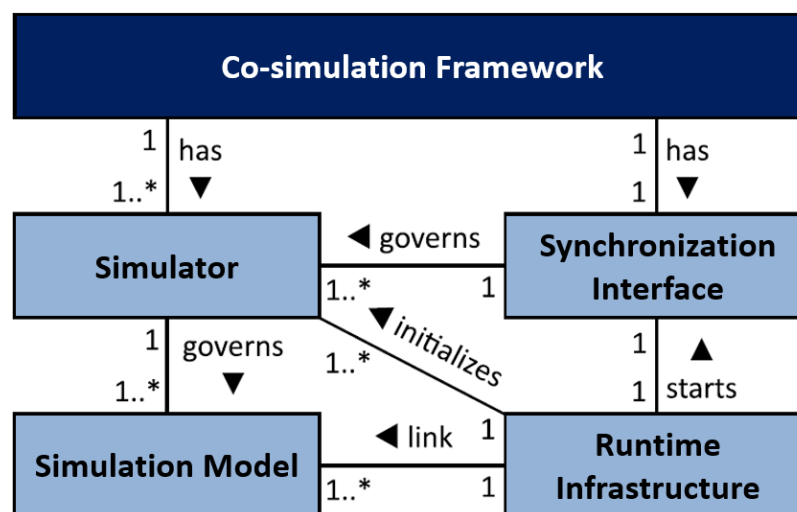 Co-simulation Framework
1 has 1 has
1..* 1
Simulator
governs
Synchronization
Interface
1..* 1
1 governs
initializes
1 
1..*
1..*
1 starts
Simulation Model
link
1
Runtime
Infrastructure
1..* 1